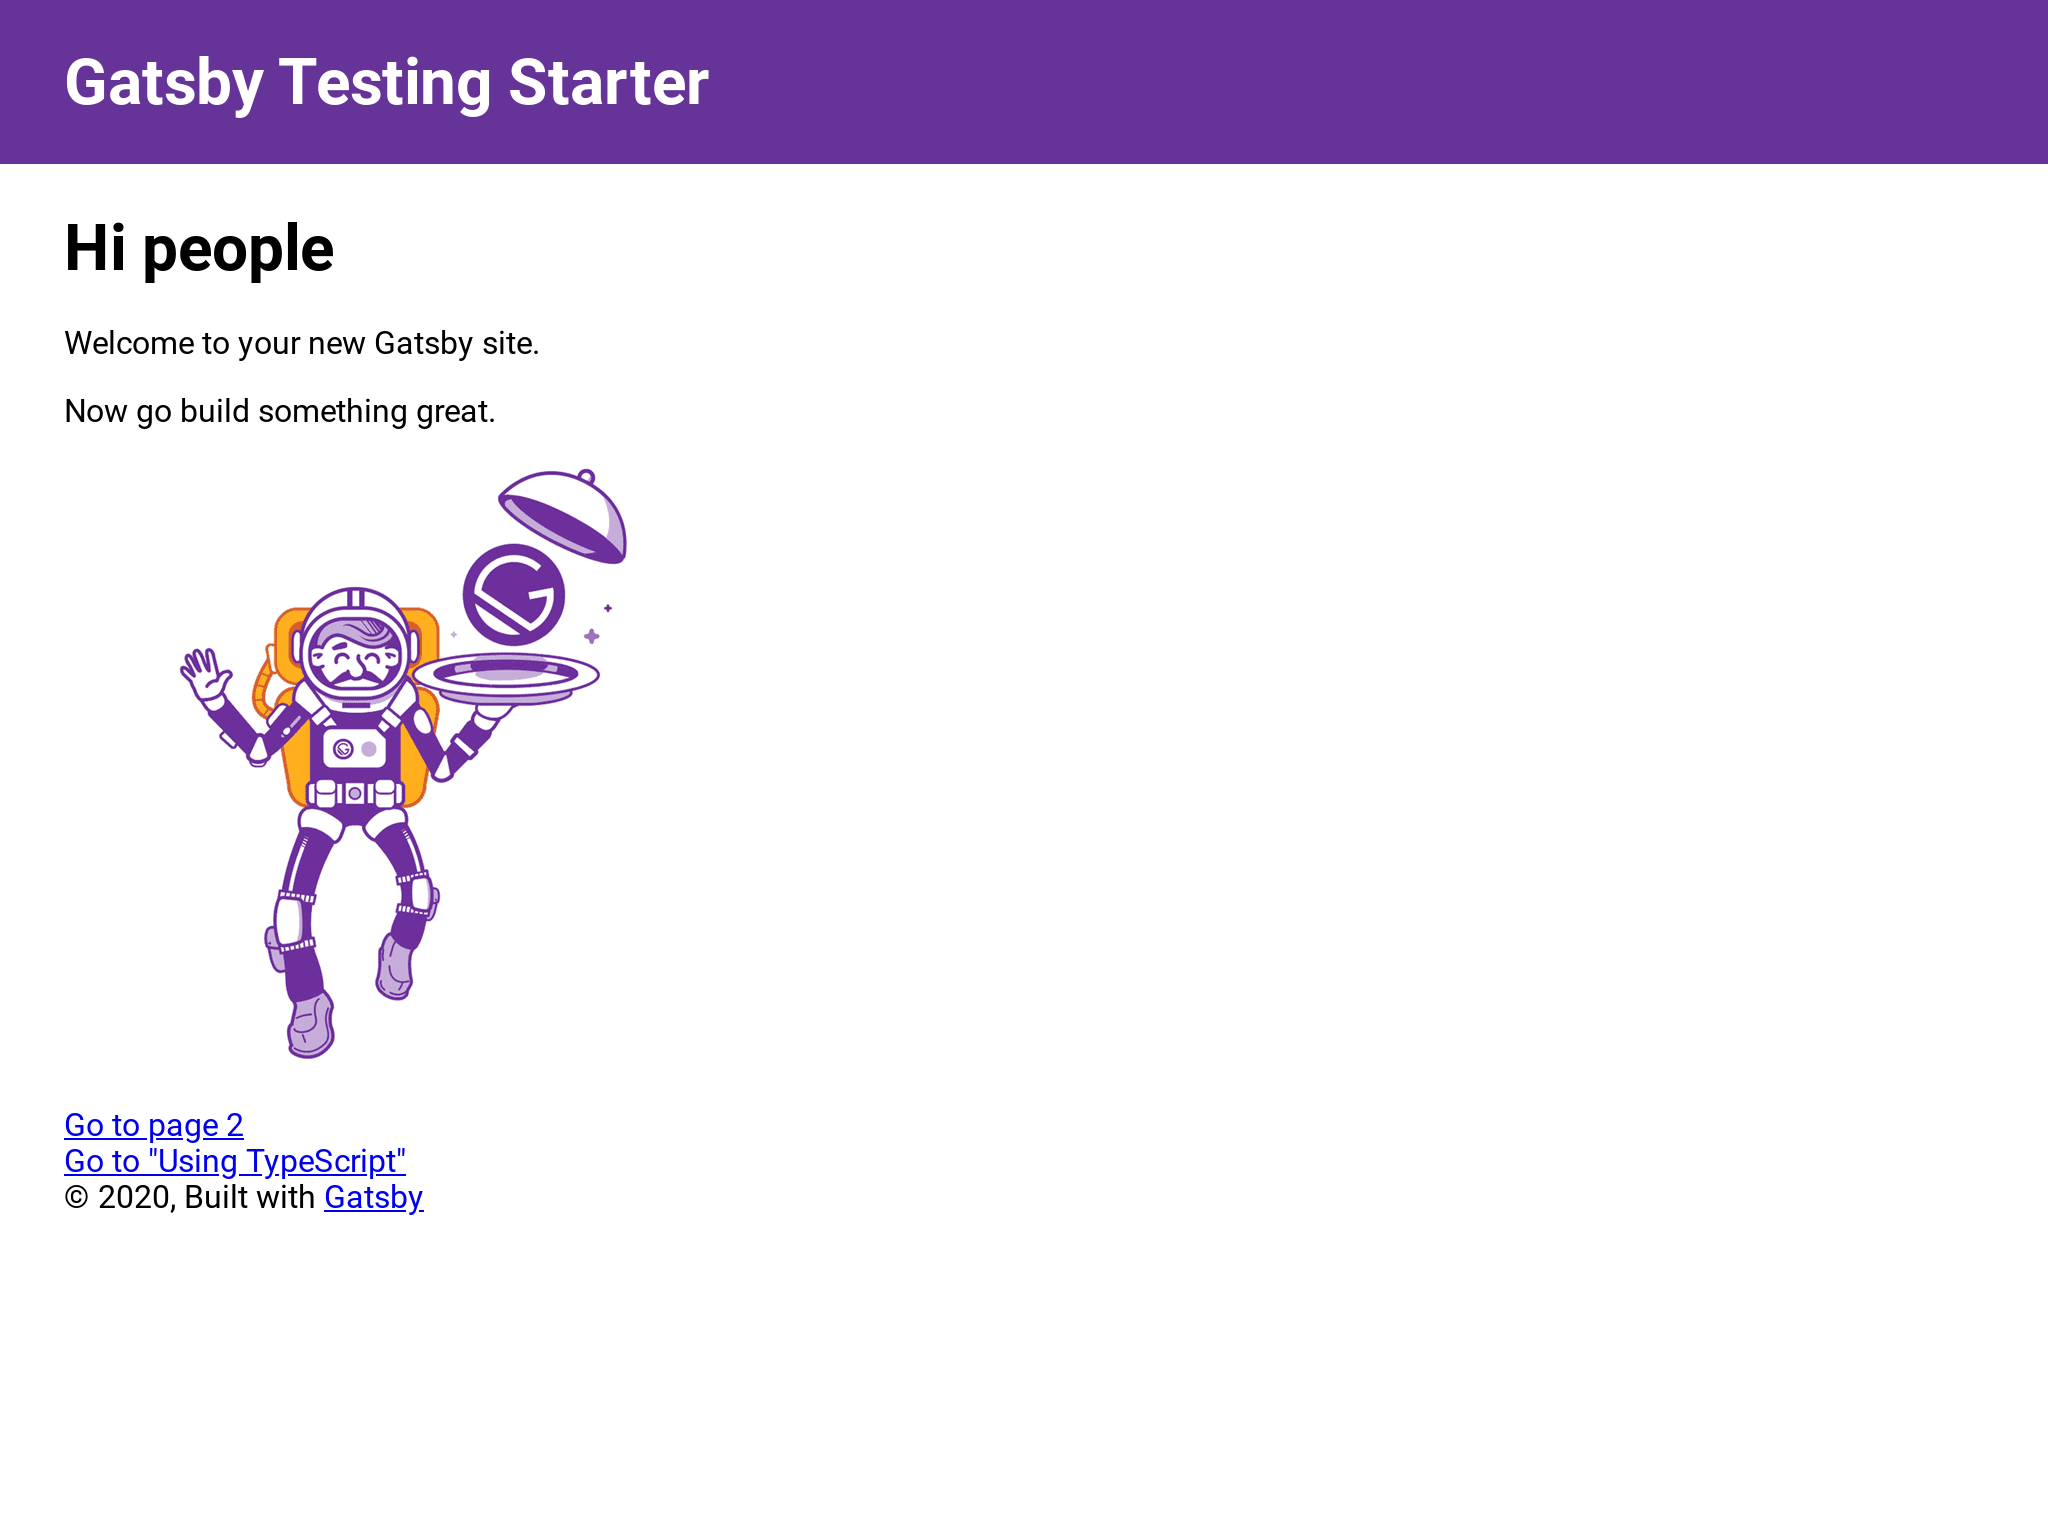 Gatsby Testing Starter
Hi people
Welcome to your new Gatsby site.
Now go build something great.
Go to page 2
Go to "Using TypeScript"
© 2020, Built with Gatsby